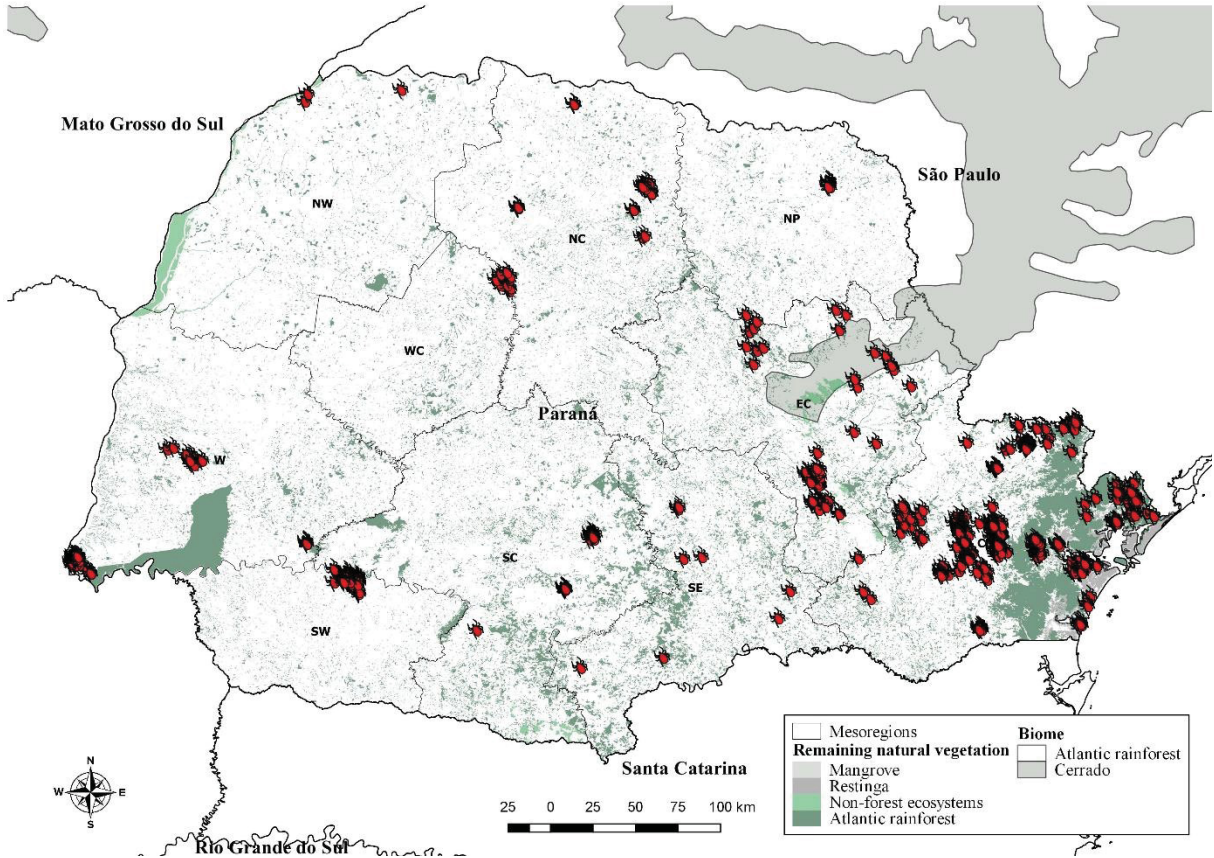 Mato Grosso do Sul
São Paulo
NW
NP
NC
WC
EC
Paraná
W
C
SC
SE
SW
Santa Catarina
Rio Grande do Sul
N
W E
S
25 0 25 50 75 100 km
Mesoregions
Remaining natural vegetation
Mangrove
Restinga
Non-forest ecosystems
Atlantic rainforest
Biome
Atlantic rainforest
Cerrado